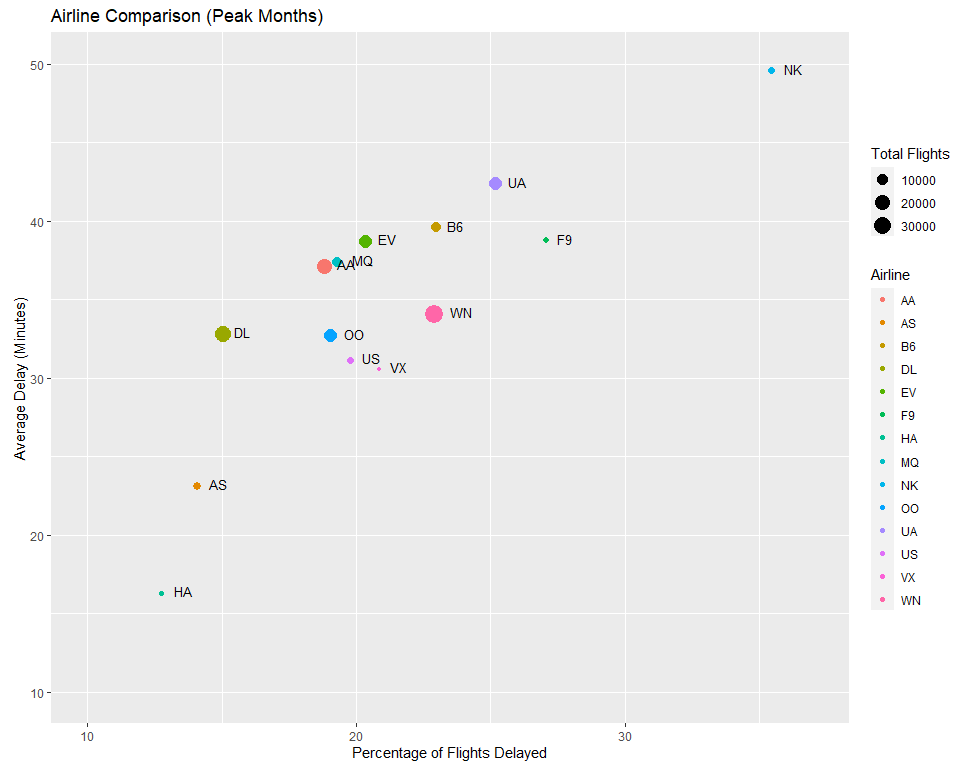 Airline Comparison (Peak Months)
50
40
30
20
10
Average Delay (Minutes)
NK
UA
B6
F9
EV
MQ
AA
WN
DL
OO
US
VX
AS
HA
10
20
30
Percentage of Flights Delayed
Total Flights
10000
20000
30000
Airline
AA
AS
B6
DL
EV
F9
HA
MQ
NK
OO
UA
US
VX
WN